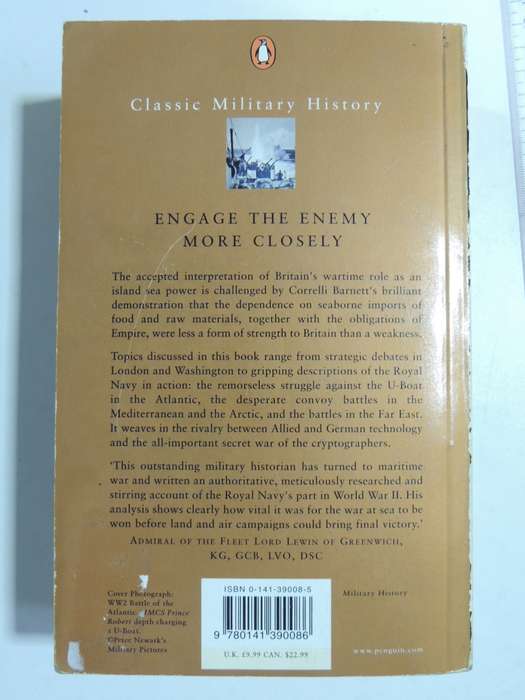 Classic Military History
ENGAGE THE ENEMY
MORE CLOSELY
The accepted interpretation of Britain's wartime role as an
island sea power is challenged by Correlli Barnett's brilliant
demonstration that the dependence on seaborne imports of
food and raw materials, together with the obligations of
Empire, were less a form of strength to Britain than a weakness.
Topics discussed in this book range from strategic debates in
London and Washington to gripping descriptions of the Royal
Navy in action: the remorseless struggle against the U-Boat
in the Atlantic, the desperate convoy battles in the
Mediterranean and the Arctic, and the battles in the Far East.
It weaves in the rivalry between Allied and German technology
and the all-important secret war of the cryptographers.
'This outstanding military historian has turned to maritime
war and written an authoritative, meticulously researched and
stirring account of the Royal Navy's part in World War II. His
analysis shows clearly how vital it was for the war at sea to be
won before land and air campaigns could bring final victory.'
ADMIRAL OF THE FLEET LORD LEWIN OF GREENWICH,
KG, GCB, LVO, DSC
Cover Photograph:
WW2 Battle of the
Atlantic. HMCS Prince
Robert depth charging
a U-Boat.
©Peter Newark's
Military Pictures
ISBN 0-141-39008-5
9 780141 390086
U.K. £9.99 CAN. $22.99
Military History
www.penguin.com